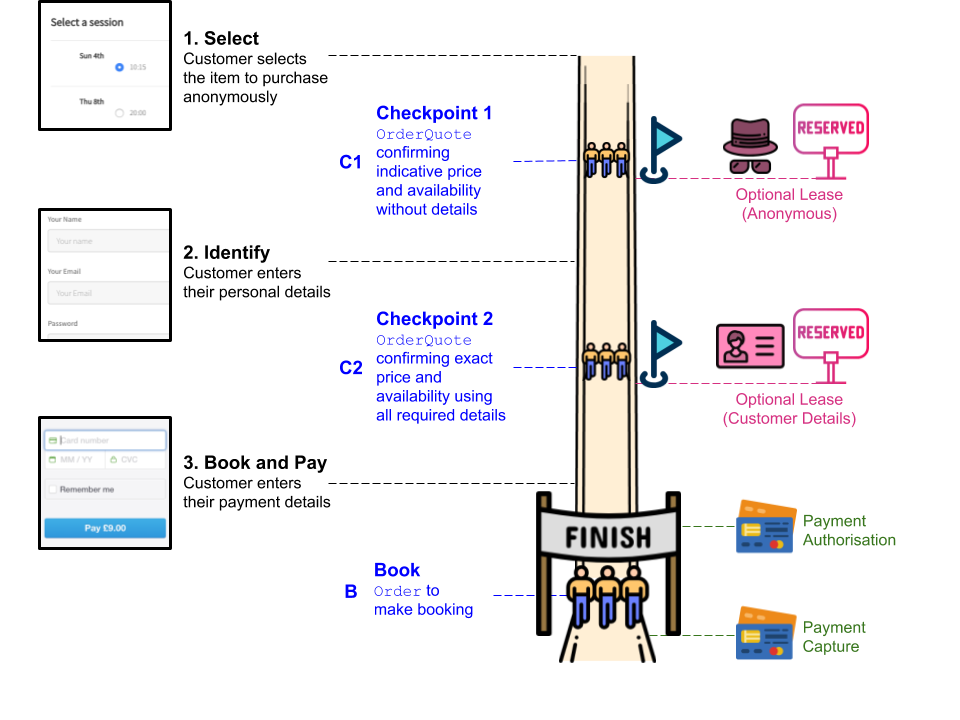 Select a session
Sun 4th
10:15
Thu 8th
20:00
1. Select
Customer selects
the item to purchase
anonymously
Checkpoint 1
OrderQuote
C1
confirming
indicative price
and availability
without details
RESERVED
Optional Lease
(Anonymous)
Your Name
Your name
Your Email
Your Email
Password
2. Identify
Customer enters
their personal details
Checkpoint 2
OrderQuote
C2
confirming exact
price and
availability using
all required details
RESERVED
Optional Lease
(Customer Details)
Card number
MM / YY
CVC
Remember me
Pay £9.00
3. Book and Pay
Customer enters
their payment details
FINISH
Payment
Authorisation
Book
B
Order to
make booking
Payment
Capture